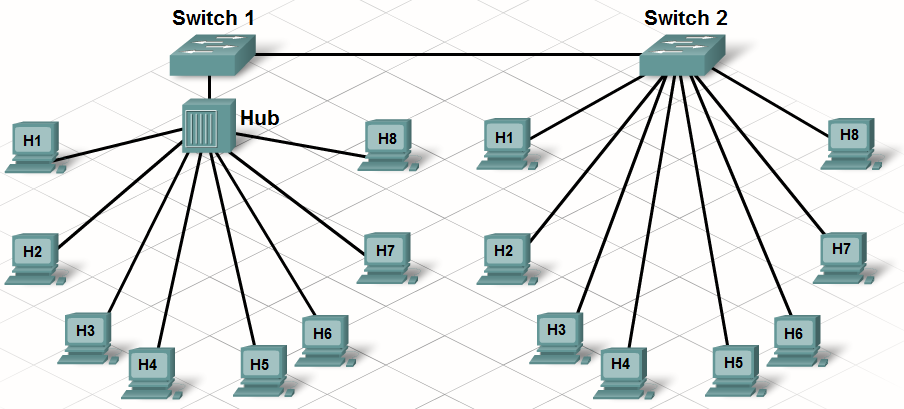 Switch 1
Switch 2
Hub
H1
H8
H1
H8
H2
H7
H2
H7
H3
H6
H3
H6
H4
H5
H4
H5